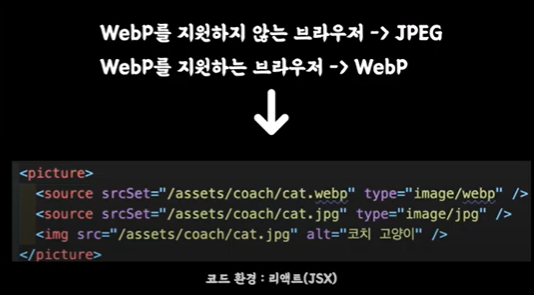 WebP를 지원하지 않는 브라우저 -> JPEG
WebP를 지원하는 브라우저 -> WebP
<picture>
<source srcSet="/assets/coach/cat.webp" type="image/webp" />
<source srcSet="/assets/coach/cat.jpg" type="image/jpg" />
<img src="/assets/coach/cat.jpg" alt="코치 고양이" />
</picture>
코드 환경 : 리액트(JSX)